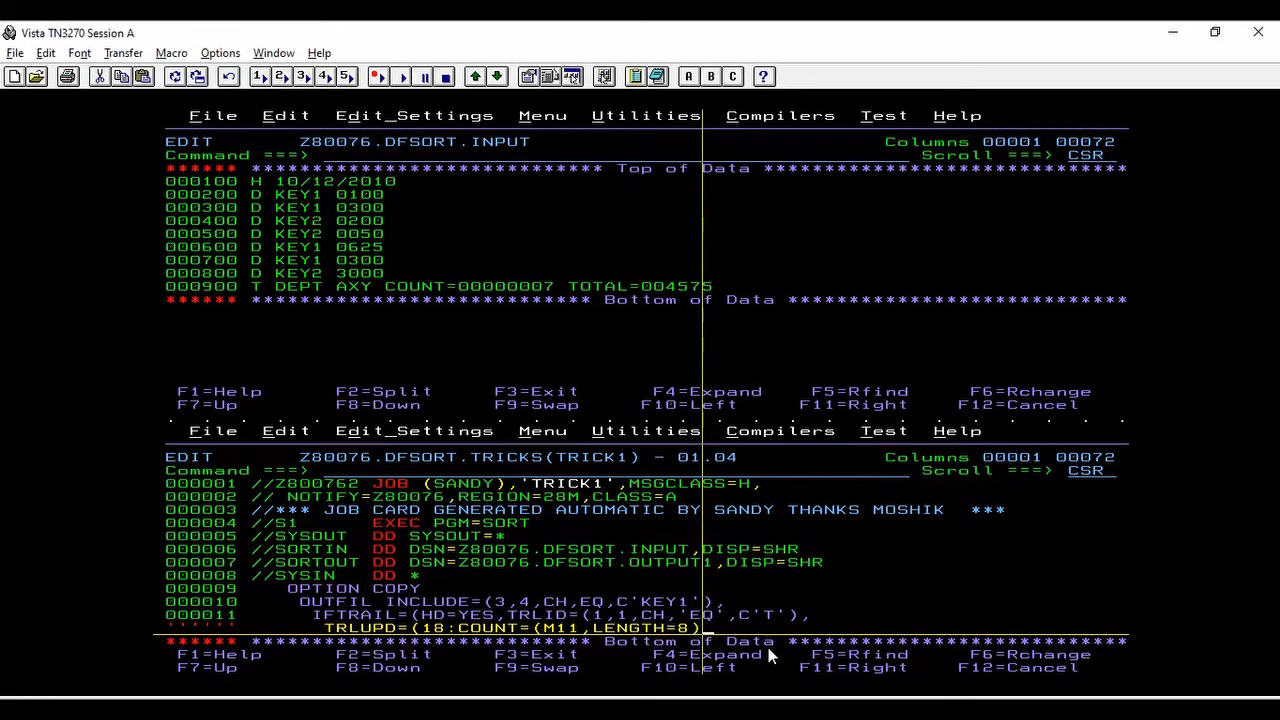 Vista TN3270 Session A
File Edit Font Transfer Macro Options Window Help
1 2 3 4 5 A B C ?
File Edit Edit_Settings Menu Utilities Compilers Test Help
EDIT Z80076.DFSORT.INPUT Columns 00001 00072
Command ===> Scroll ===> CSR
****** ***************************** Top of Data ******************************
000100 H 10/12/2010
000200 D KEY1 0100
000300 D KEY1 0300
000400 D KEY2 0200
000500 D KEY2 0050
000600 D KEY1 0625
000700 D KEY1 0300
000800 D KEY2 3000
000900 T DEPT AXY COUNT=00000007 TOTAL=004575
****** **************************** Bottom of Data ****************************
F1=Help F2=Split F3=Exit F4=Expand F5=Rfind F6=Rchange
F7=Up F8=Down F9=Swap F10=Left F11=Right F12=Cancel
. . . . . . . . . . . . . . . . . . . . . . . . . .
File Edit Edit_Settings Menu Utilities Compilers Test Help
EDIT Z80076.DFSORT.TRICKS(TRICK1) - 01.04 Columns 00001 00072
Command ===> Scroll ===> CSR
000001 //Z800762 JOB (SANDY),'TRICK1',MSGCLASS=H,
000002 // NOTIFY=Z80076,REGION=28M,CLASS=A
000003 //*** JOB CARD GENERATED AUTOMATIC BY SANDY THANKS MOSHIK ***
000004 //S1 EXEC PGM=SORT
000005 //SYSOUT DD SYSOUT=*
000006 //SORTIN DD DSN=Z80076.DFSORT.INPUT,DISP=SHR
000007 //SORTOUT DD DSN=Z80076.DFSORT.OUTPUT1,DISP=SHR
000008 //SYSIN DD *
000009 OPTION COPY
000010 OUTFIL INCLUDE=(3,4,CH,EQ,C'KEY1'),
000011 IFTRAIL=(HD=YES,TRLID=(1,1,CH,'EQ',C'T'),
'''''' TRLUPD=(18:COUNT=(M11,LENGTH=8)_
****** **************************** Bottom of Data ****************************
F1=Help F2=Split F3=Exit F4=Expand F5=Rfind F6=Rchange
F7=Up F8=Down F9=Swap F10=Left F11=Right F12=Cancel